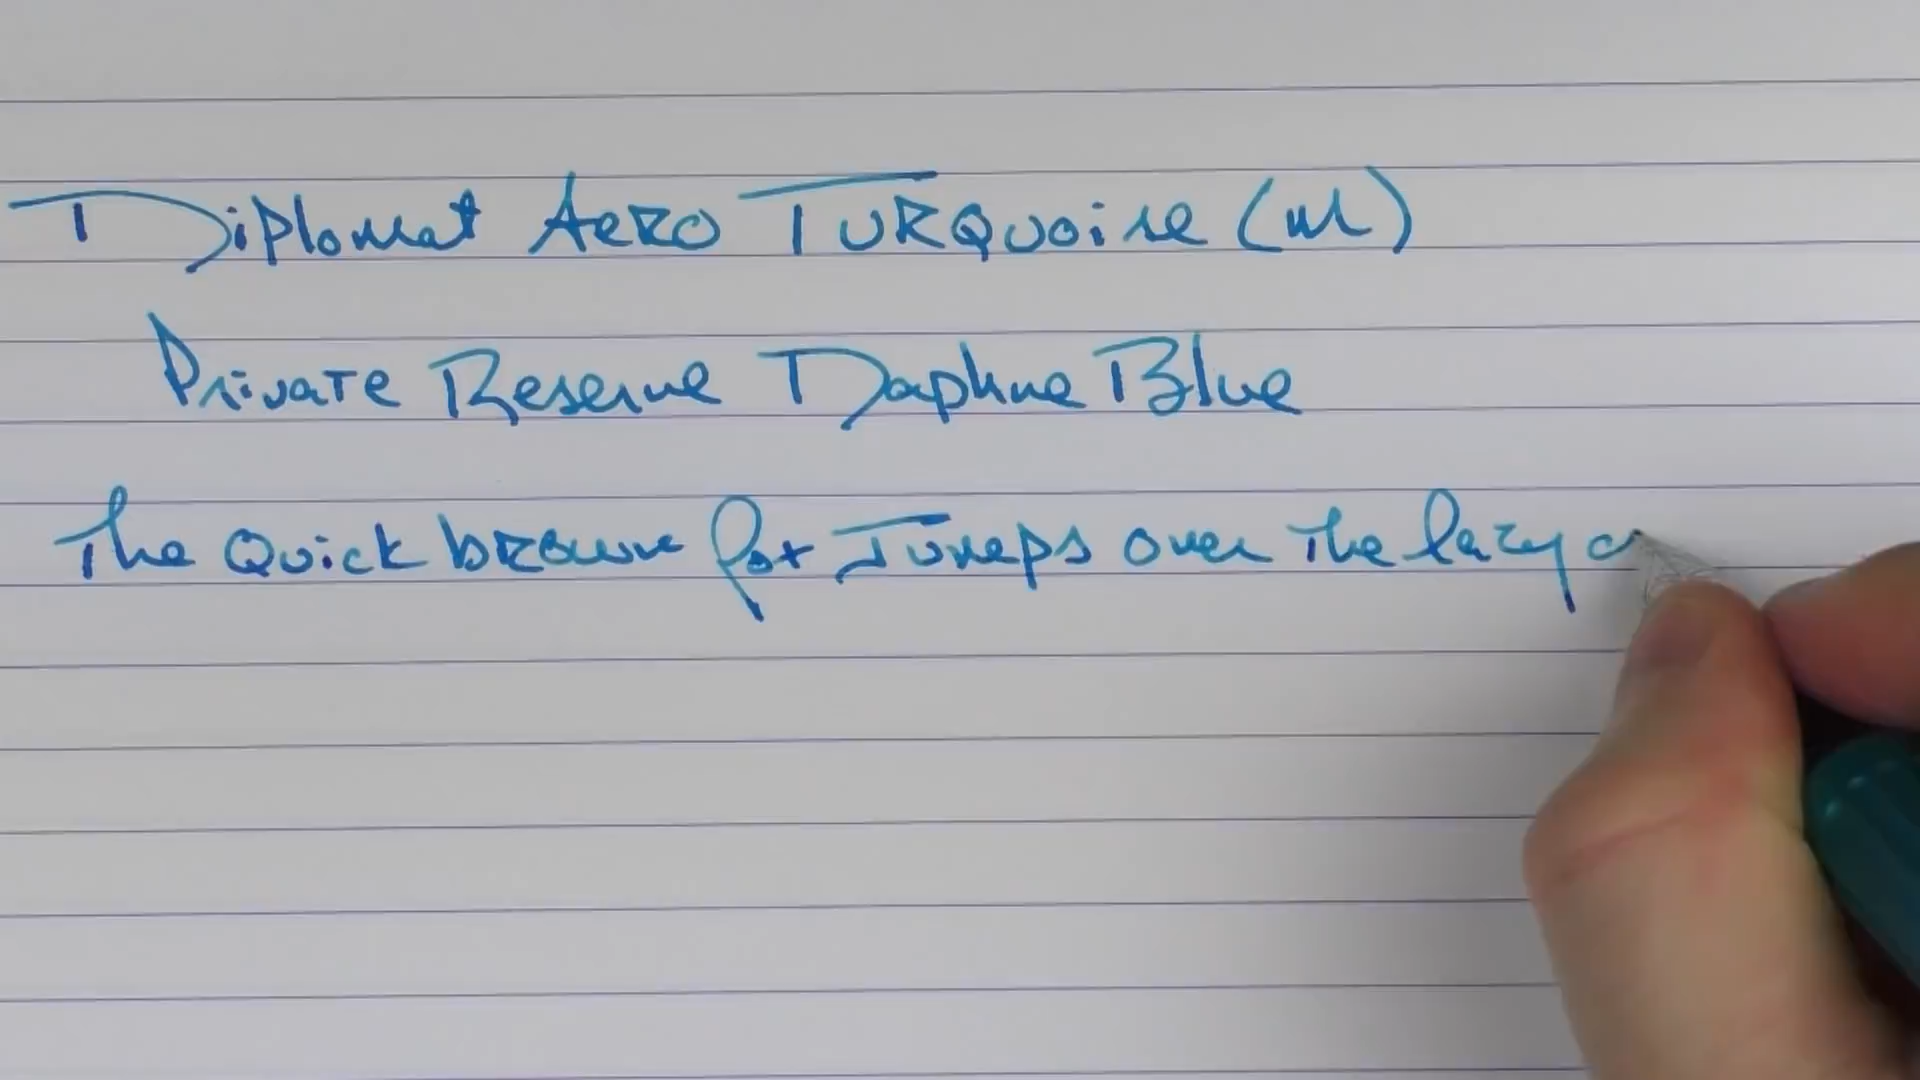 Diplomat Aero Turquoise (M)
Private Reserve Daphne Blue
The Quick brown fox Jumps over The lazy